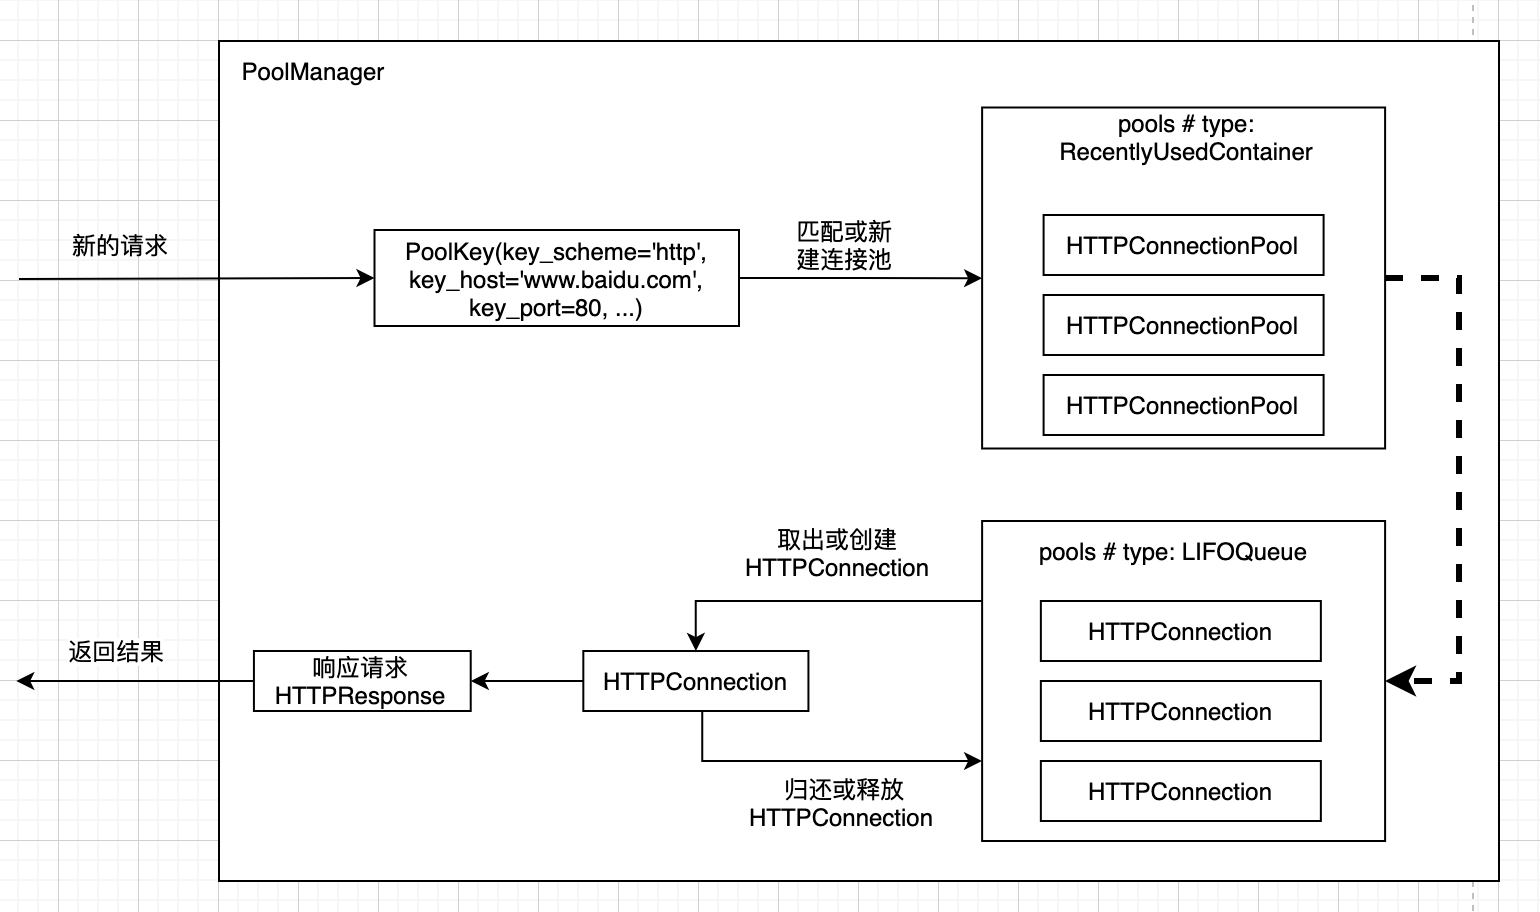 PoolManager
pools # type:
RecentlyUsedContainer
新的请求
PoolKey(key_scheme='http',
key_host='www.baidu.com',
key_port=80, ...)
匹配或新
建连接池
HTTPConnectionPool
HTTPConnectionPool
HTTPConnectionPool
取出或创建
HTTPConnection
pools # type: LIFOQueue
HTTPConnection
HTTPConnection
HTTPConnection
返回结果
响应请求
HTTPResponse
HTTPConnection
归还或释放
HTTPConnection